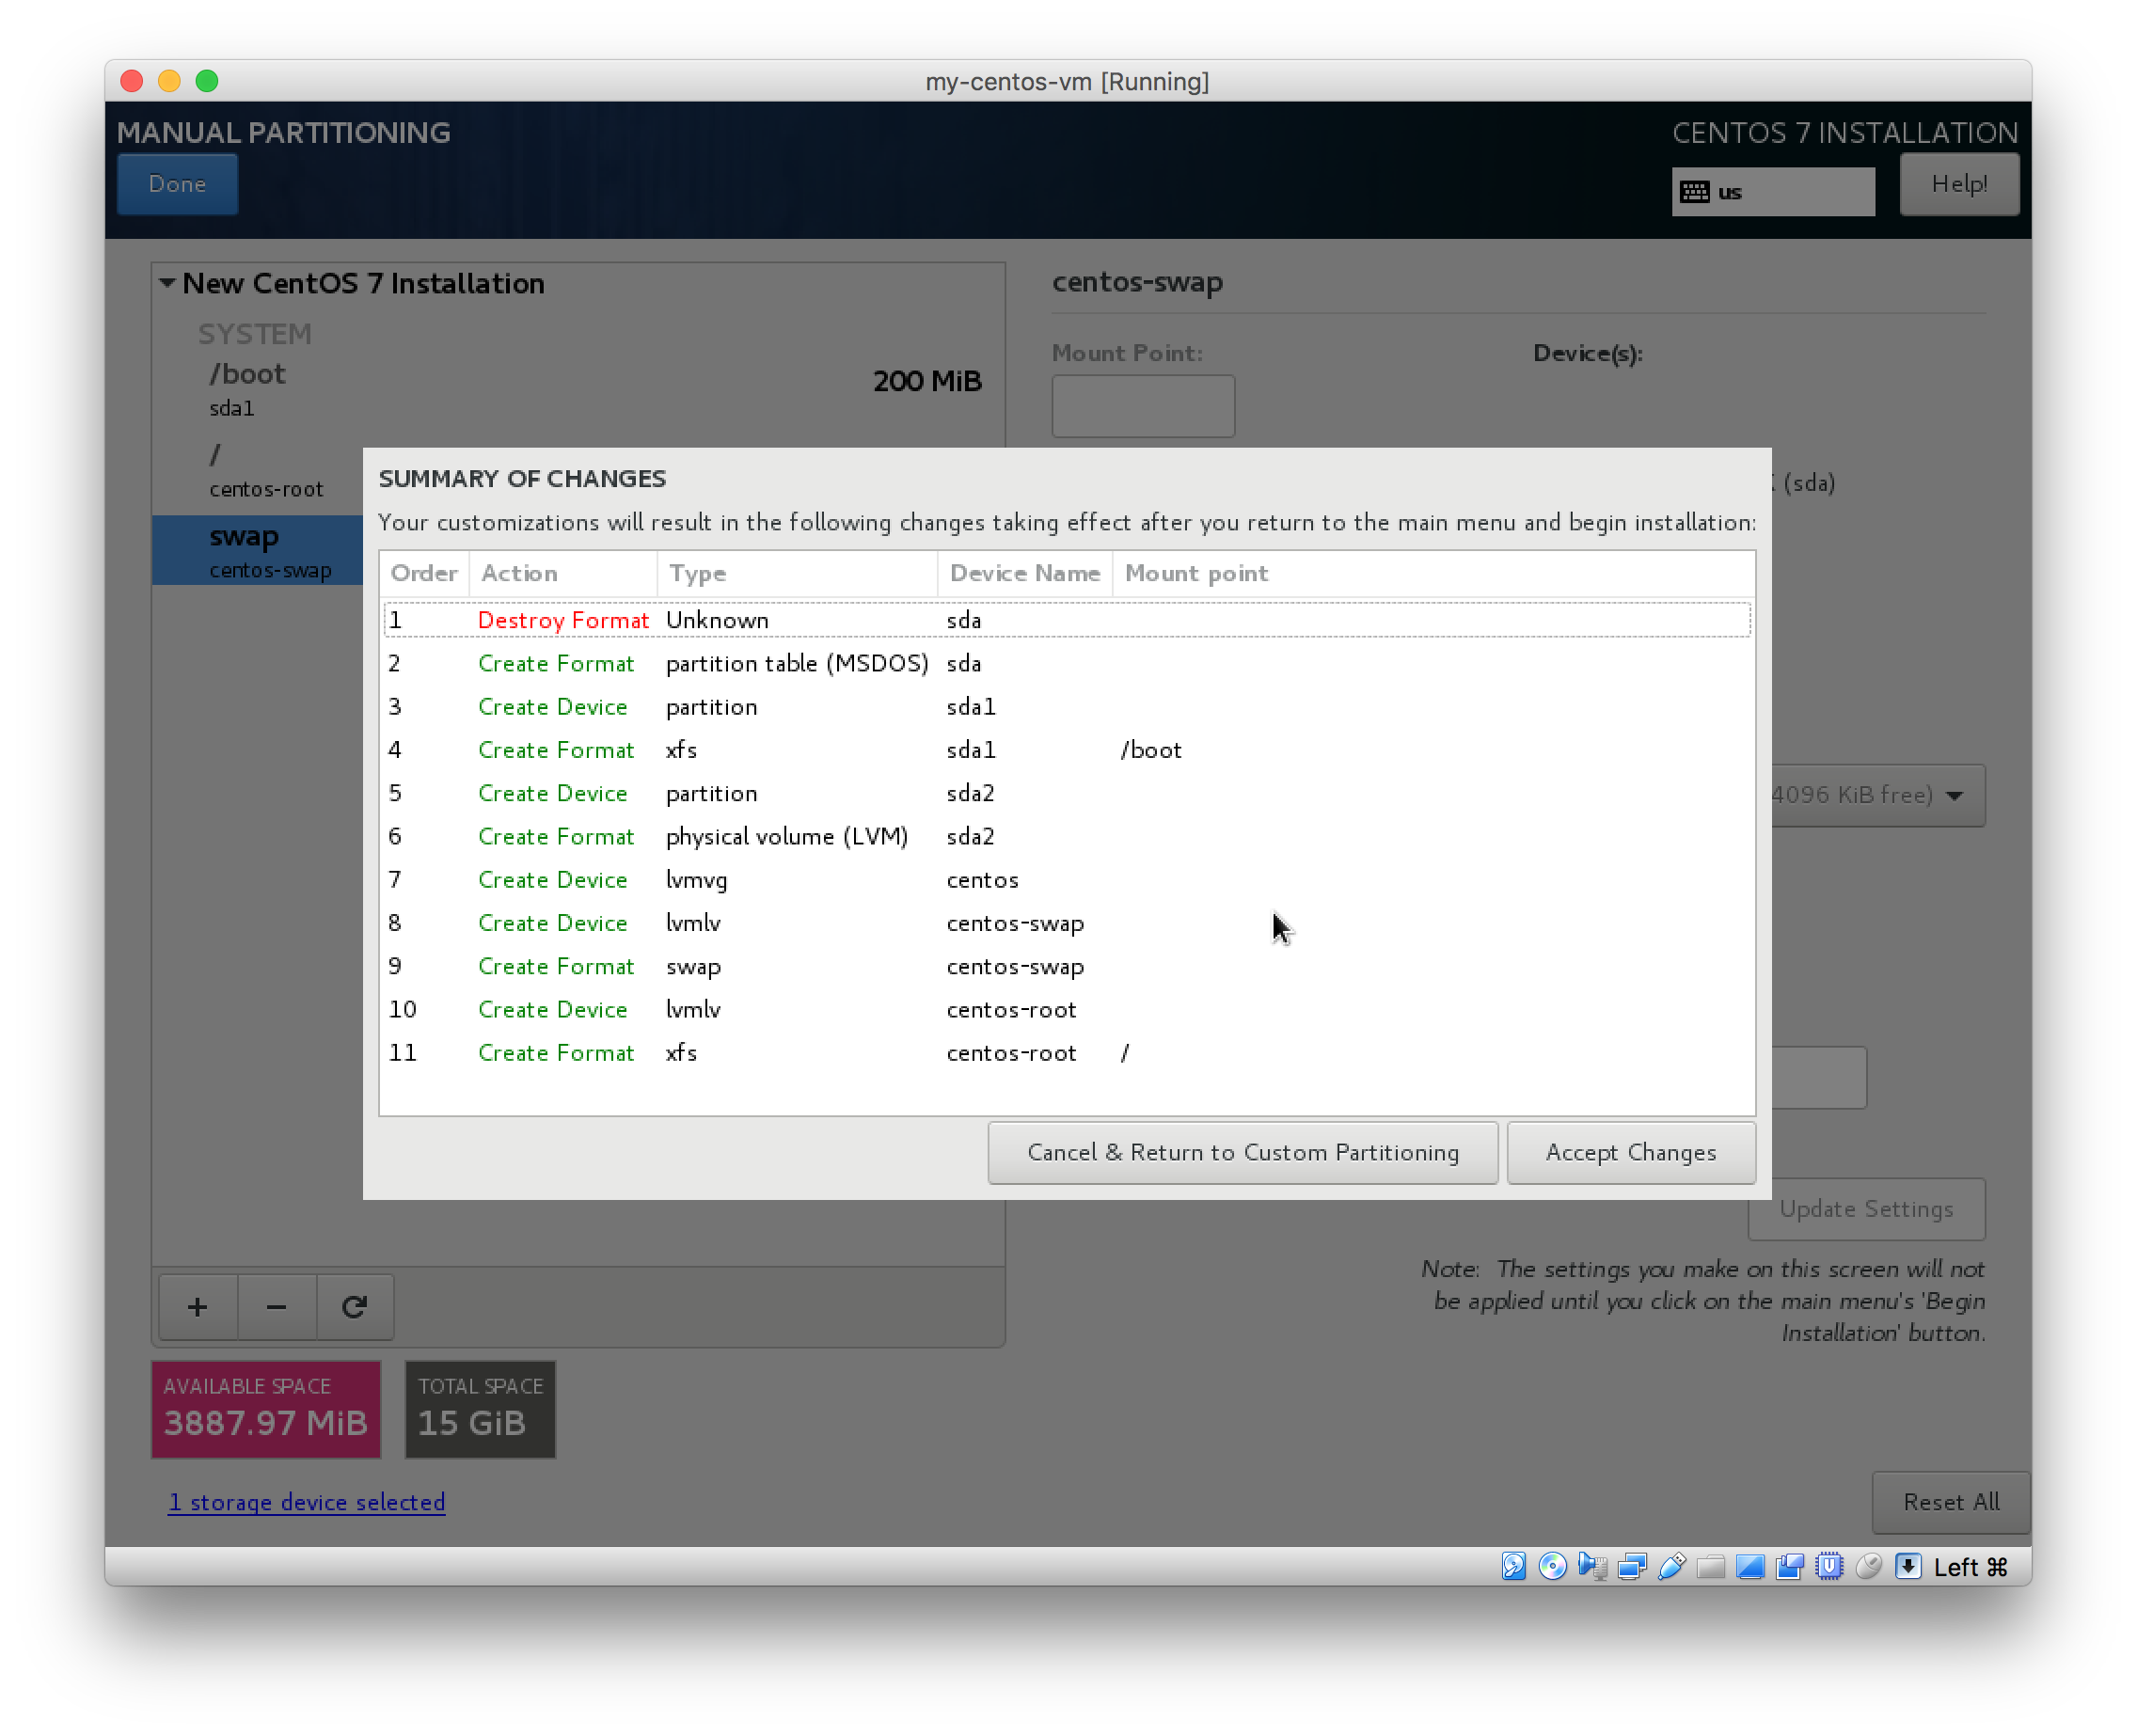 my-centos-vm [Running]
MANUAL PARTITIONING
CENTOS 7 INSTALLATION
Done
us
Help!
New CentOS 7 Installation
SYSTEM
/boot
200 MiB
sda1
/
centos-root
swap
centos-swap
centos-swap
Mount Point:
Device(s):
(sda)
4096 KiB free)
SUMMARY OF CHANGES
Your customizations will result in the following changes taking effect after you return to the main menu and begin installation:
Order Action Type Device Name Mount point
1 Destroy Format Unknown sda
2 Create Format partition table (MSDOS) sda
3 Create Device partition sda1
4 Create Format xfs sda1 /boot
5 Create Device partition sda2
6 Create Format physical volume (LVM) sda2
7 Create Device lvmvg centos
8 Create Device lvmlv centos-swap
9 Create Format swap centos-swap
10 Create Device lvmlv centos-root
11 Create Format xfs centos-root /
Cancel & Return to Custom Partitioning
Accept Changes
Update Settings
Note: The settings you make on this screen will not
be applied until you click on the main menu's 'Begin
Installation' button.
+ −
AVAILABLE SPACE
3887.97 MiB
TOTAL SPACE
15 GiB
1 storage device selected
Reset All
Left ⌘